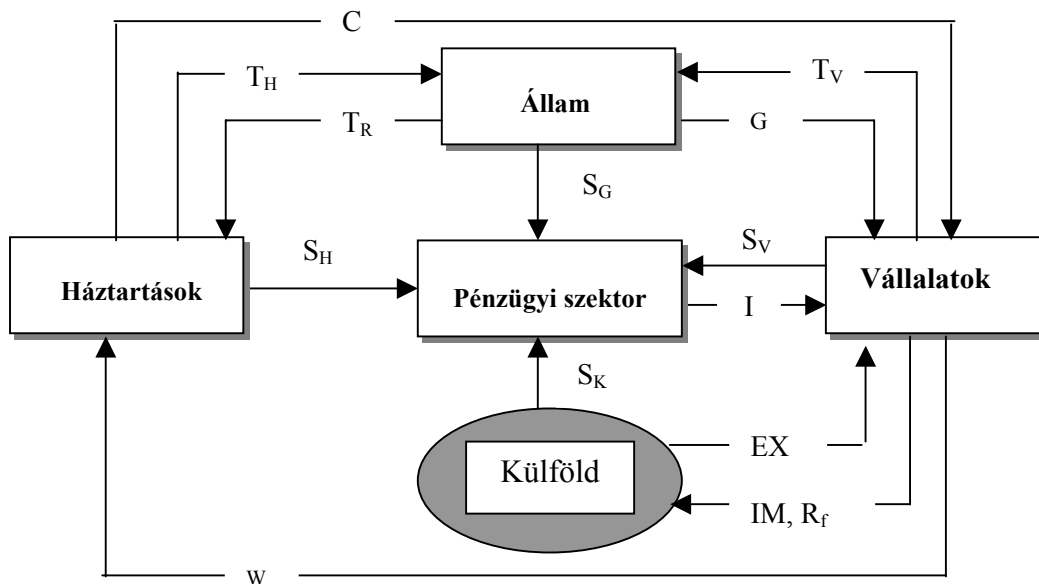 C
T_H
T_V
Állam
T_R
G
S_G
S_H
S_V
Háztartások
Pénzügyi szektor
Vállalatok
I
S_K
Külföld
EX
IM, R_f
W